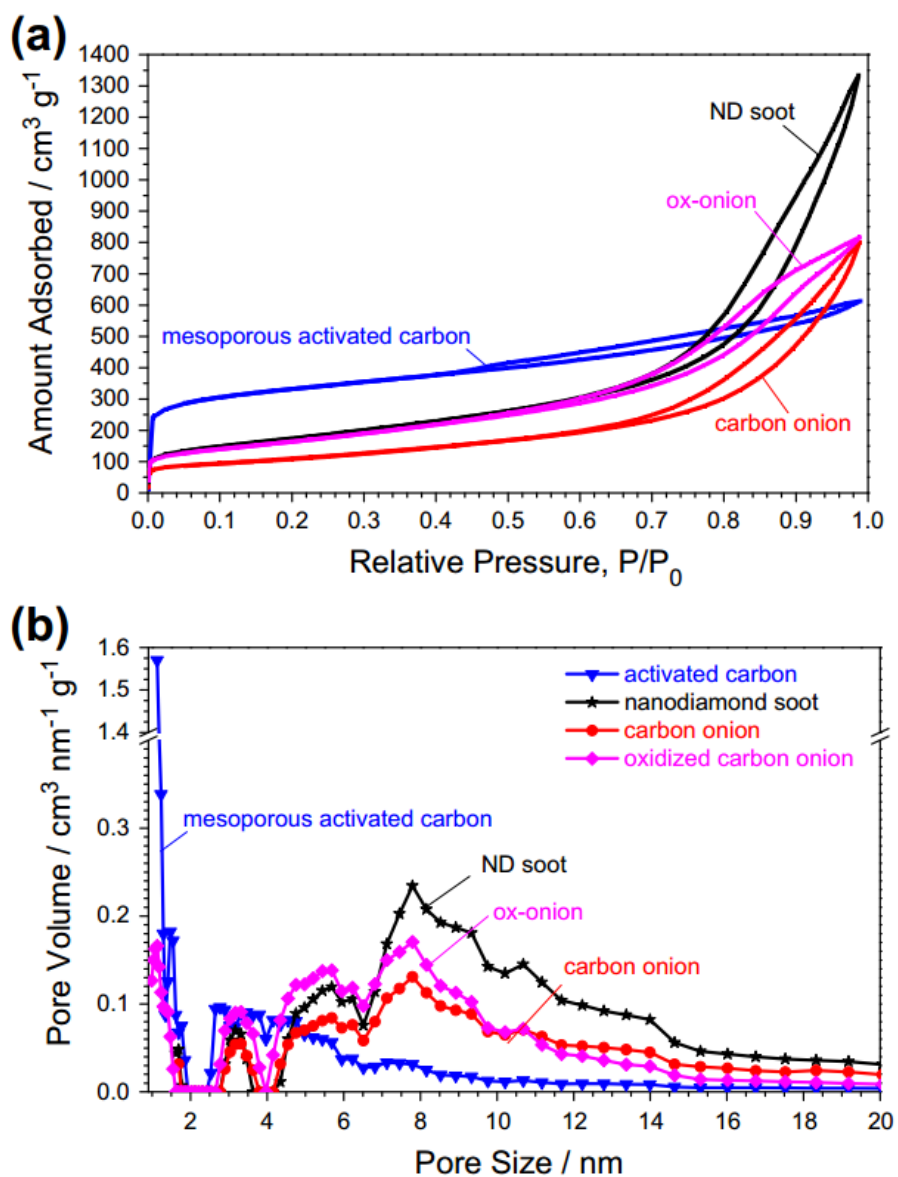 (a)
Amount Adsorbed / cm³ g⁻¹
1400
1300
1200
1100
1000
900
800
700
600
500
400
300
200
100
0
ND soot
ox-onion
mesoporous activated carbon
carbon onion
0.0 0.1 0.2 0.3 0.4 0.5 0.6 0.7 0.8 0.9 1.0
Relative Pressure, P/P₀
(b)
Pore Volume / cm³ nm⁻¹ g⁻¹
1.6
1.5
1.4
0.3
0.2
0.1
0.0
activated carbon
nanodiamond soot
carbon onion
oxidized carbon onion
mesoporous activated carbon
ND soot
ox-onion
carbon onion
2 4 6 8 10 12 14 16 18 20
Pore Size / nm